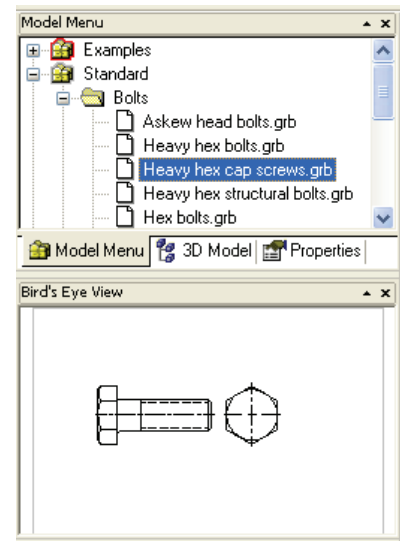 Model Menu
Examples
Standard
Bolts
Askew head bolts.grb
Heavy hex bolts.grb
Heavy hex cap screws.grb
Heavy hex structural bolts.grb
Hex bolts.grb
Model Menu 3D Model Properties
Bird's Eye View